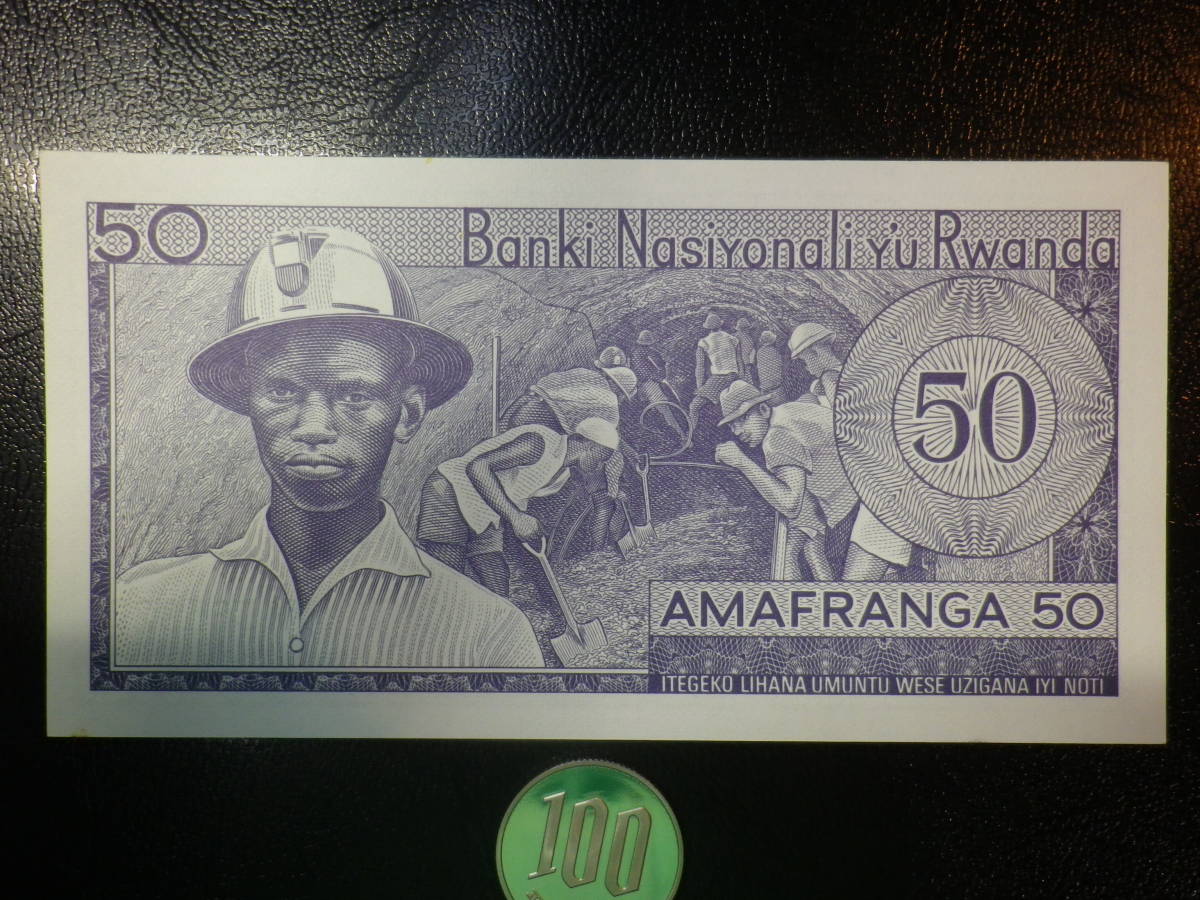 50
Banki Nasiyonali y'u Rwanda
50
AMAFRANGA 50
ITEGEKO LIHANA UMUNTU WESE UZIGANA IYI NOTI
100